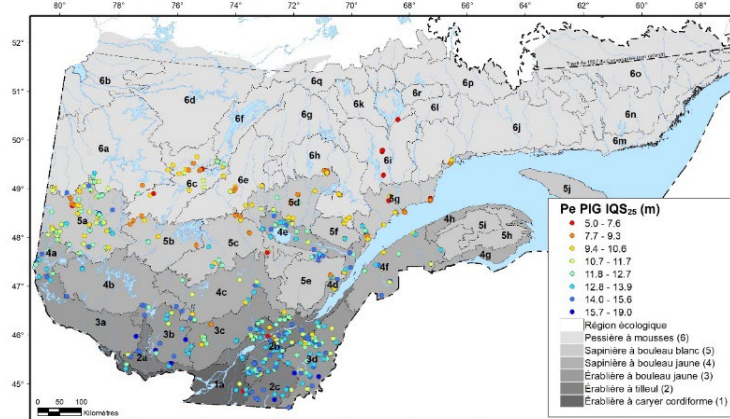 80° 78° 76° 74° 72° 70° 68° 66° 64° 62° 60° 58°
52°
51°
50°
49°
48°
47°
46°
45°
6b
6d
6q
6f
6g
6k
6r
6p
6l
6o
6a
6c
6e
6h
6i
6j
6n
6m
5a
5b
5c
5d
5g
5f
5j
4a
4e
4h
5i
5h
4g
4b
4c
5e
4d
4f
3a
3b
3c
2a
2b
3d
1a
2c
Pe PIG IQS25 (m)
5.0 - 7.6
7.7 - 9.3
9.4 - 10.6
10.7 - 11.7
11.8 - 12.7
12.8 - 13.9
14.0 - 15.6
15.7 - 19.0
Région écologique
Pessière à mousses (6)
Sapinière à bouleau blanc (5)
Sapinière à bouleau jaune (4)
Érablière à bouleau jaune (3)
Érablière à tilleul (2)
Érablière à caryer cordiforme (1)
0 50 100
Kilomètres